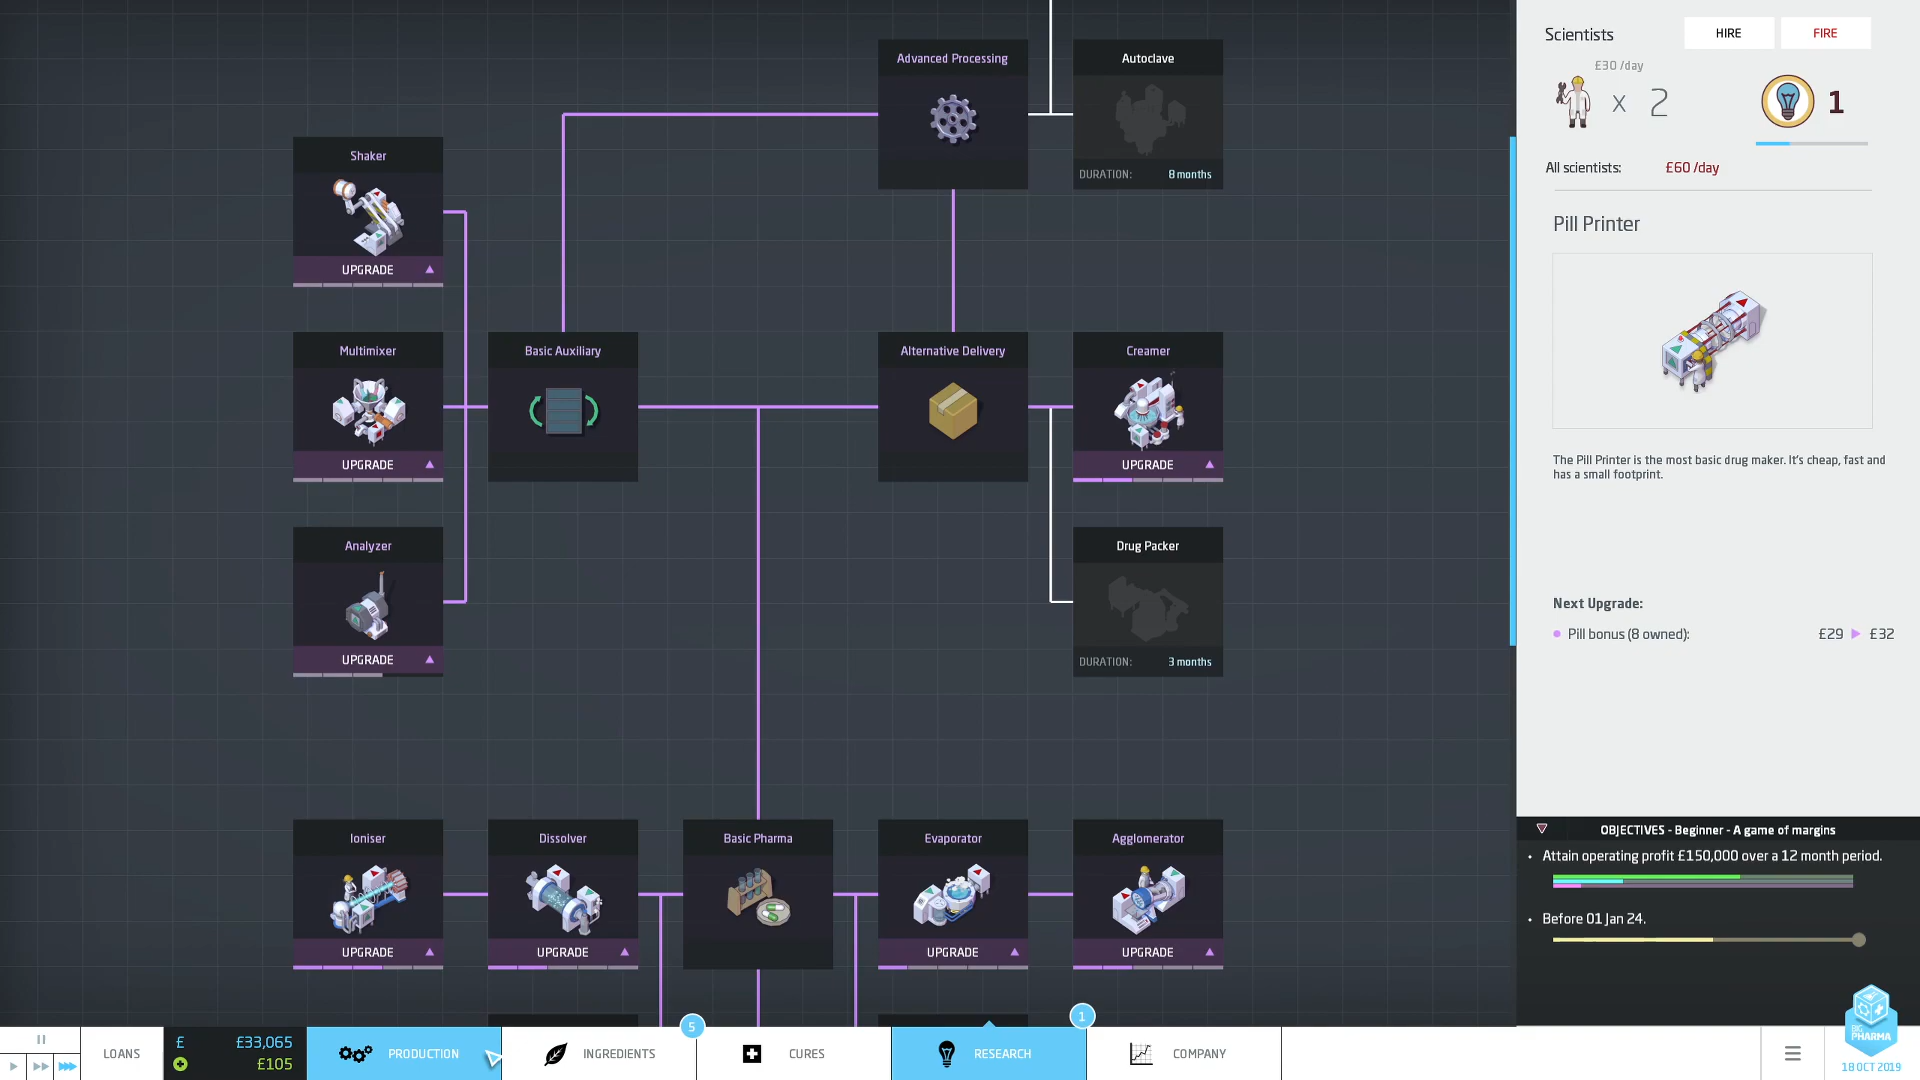 Advanced Processing
Autoclave
DURATION: 8 months
Shaker
UPGRADE
Multimixer
UPGRADE
Basic Auxiliary
Alternative Delivery
Creamer
UPGRADE
Analyzer
UPGRADE
Drug Packer
DURATION: 3 months
Ioniser
UPGRADE
Dissolver
UPGRADE
Basic Pharma
Evaporator
UPGRADE
Agglomerator
UPGRADE
Scientists
HIRE
FIRE
£30 /day
X 2
1
All scientists: £60 /day
Pill Printer
The Pill Printer is the most basic drug maker. It's cheap, fast and
has a small footprint.
Next Upgrade:
Pill bonus (8 owned): £29 £32
OBJECTIVES - Beginner - A game of margins
Attain operating profit £150,000 over a 12 month period.
Before 01 Jan 24.
LOANS
£ £33,065
£105
PRODUCTION
5
INGREDIENTS
CURES
RESEARCH
1
COMPANY
BIG PHARMA
18 OCT 2019